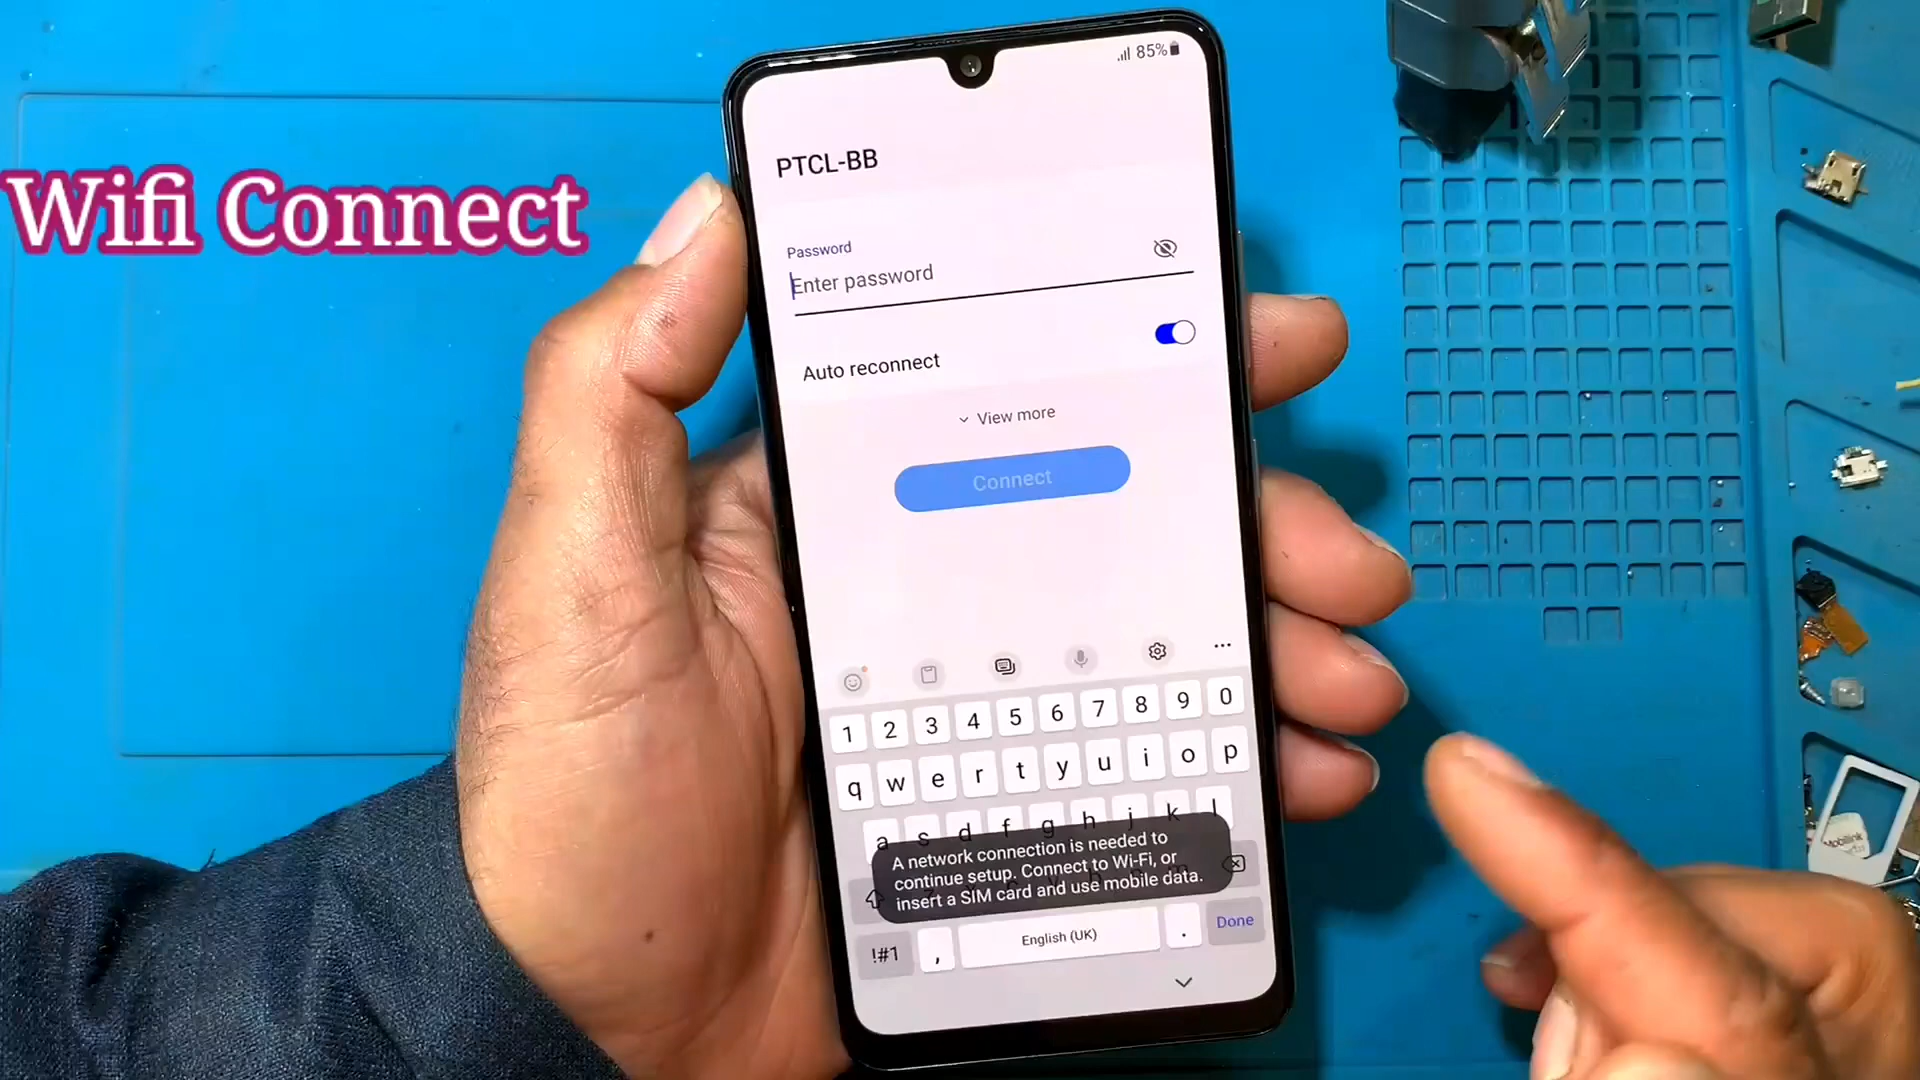 Wifi Connect
85%
PTCL-BB
Password
Enter password
Auto reconnect
View more
Connect
1 2 3 4 5 6 7 8 9 0
q w e r t y u i o p
a s d f g h j k l
A network connection is needed to
continue setup. Connect to Wi-Fi, or
insert a SIM card and use mobile data.
!#1 , English (UK) . Done